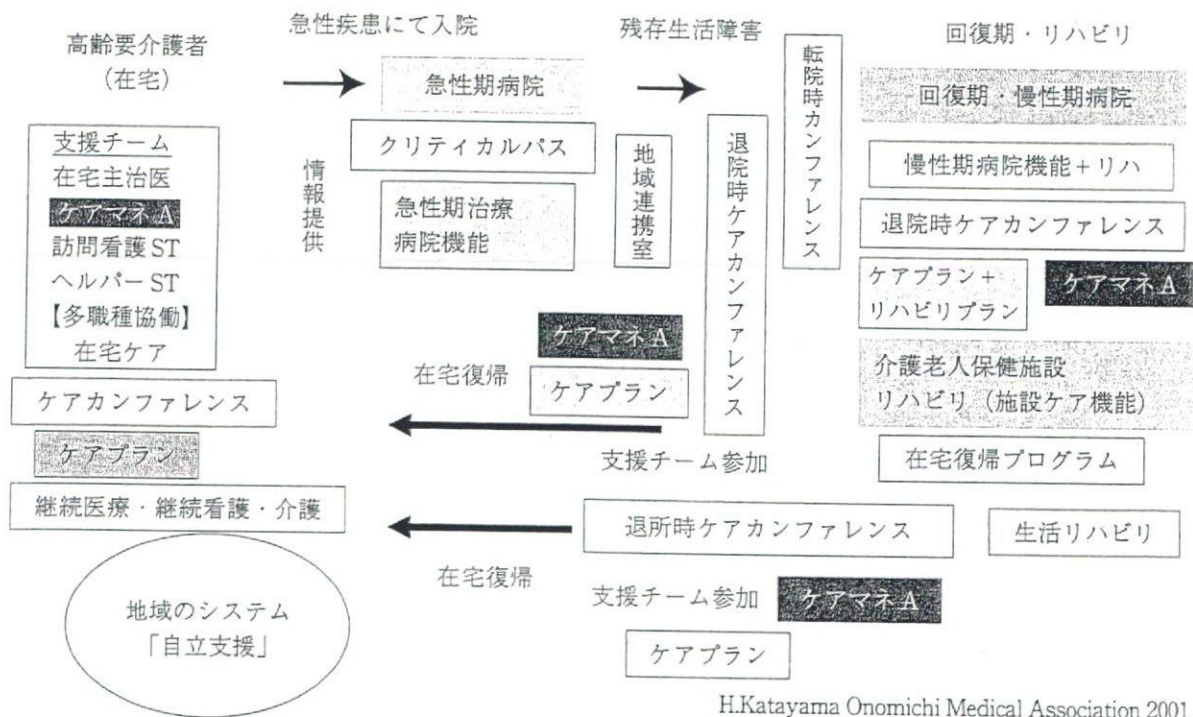 高齢要介護者
(在宅)
支援チーム
在宅主治医
ケアマネA
訪問看護ST
ヘルパーST
【多職種協働】
在宅ケア
ケアカンファレンス
ケアプラン
継続医療・継続看護・介護
地域のシステム
「自立支援」
急性疾患にて入院
情報提供
急性期病院
クリティカルパス
急性期治療
病院機能
地域連携室
残存生活障害
退院時ケアカンファレンス
転院時カンファレンス
ケアマネA
ケアプラン
在宅復帰
支援チーム参加
回復期・リハビリ
回復期・慢性期病院
慢性期病院機能+リハ
退院時ケアカンファレンス
ケアプラン+
リハビリプラン
ケアマネA
介護老人保健施設
リハビリ(施設ケア機能)
在宅復帰プログラム
生活リハビリ
退所時ケアカンファレンス
在宅復帰
支援チーム参加
ケアマネA
ケアプラン
H.Katayama Onomichi Medical Association 2001